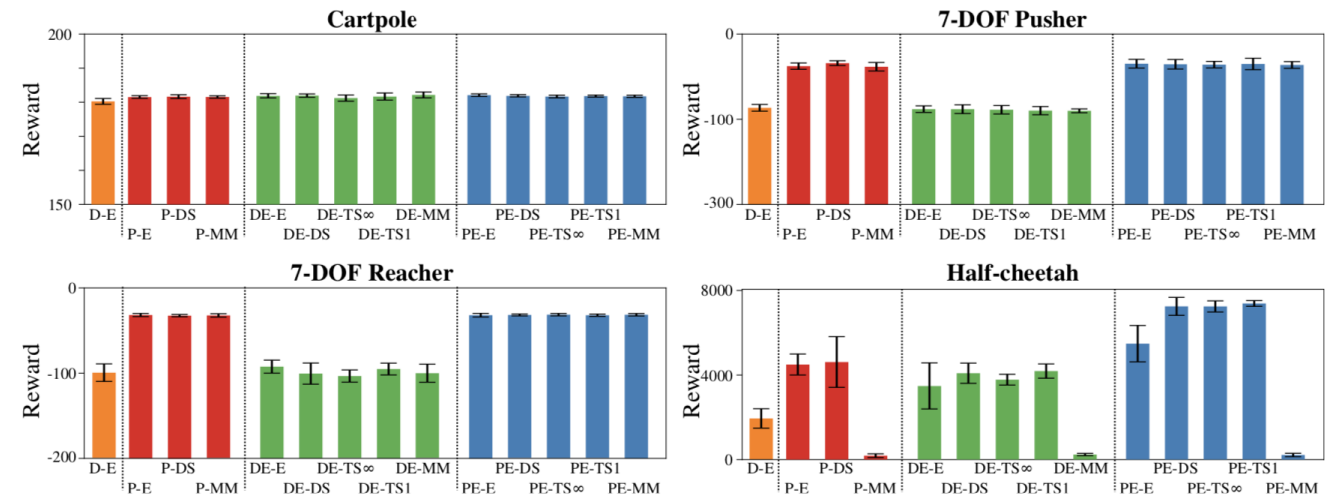 Cartpole
200
150
Reward
D-E P-DS DE-E DE-TS∞ DE-MM PE-DS PE-TS1
P-E P-MM DE-DS DE-TS1 PE-E PE-TS∞ PE-MM
7-DOF Pusher
0
-100
-300
Reward
D-E P-DS DE-E DE-TS∞ DE-MM PE-DS PE-TS1
P-E P-MM DE-DS DE-TS1 PE-E PE-TS∞ PE-MM
7-DOF Reacher
0
-100
-200
Reward
D-E P-DS DE-E DE-TS∞ DE-MM PE-DS PE-TS1
P-E P-MM DE-DS DE-TS1 PE-E PE-TS∞ PE-MM
Half-cheetah
8000
4000
0
Reward
D-E P-DS DE-E DE-TS∞ DE-MM PE-DS PE-TS1
P-E P-MM DE-DS DE-TS1 PE-E PE-TS∞ PE-MM